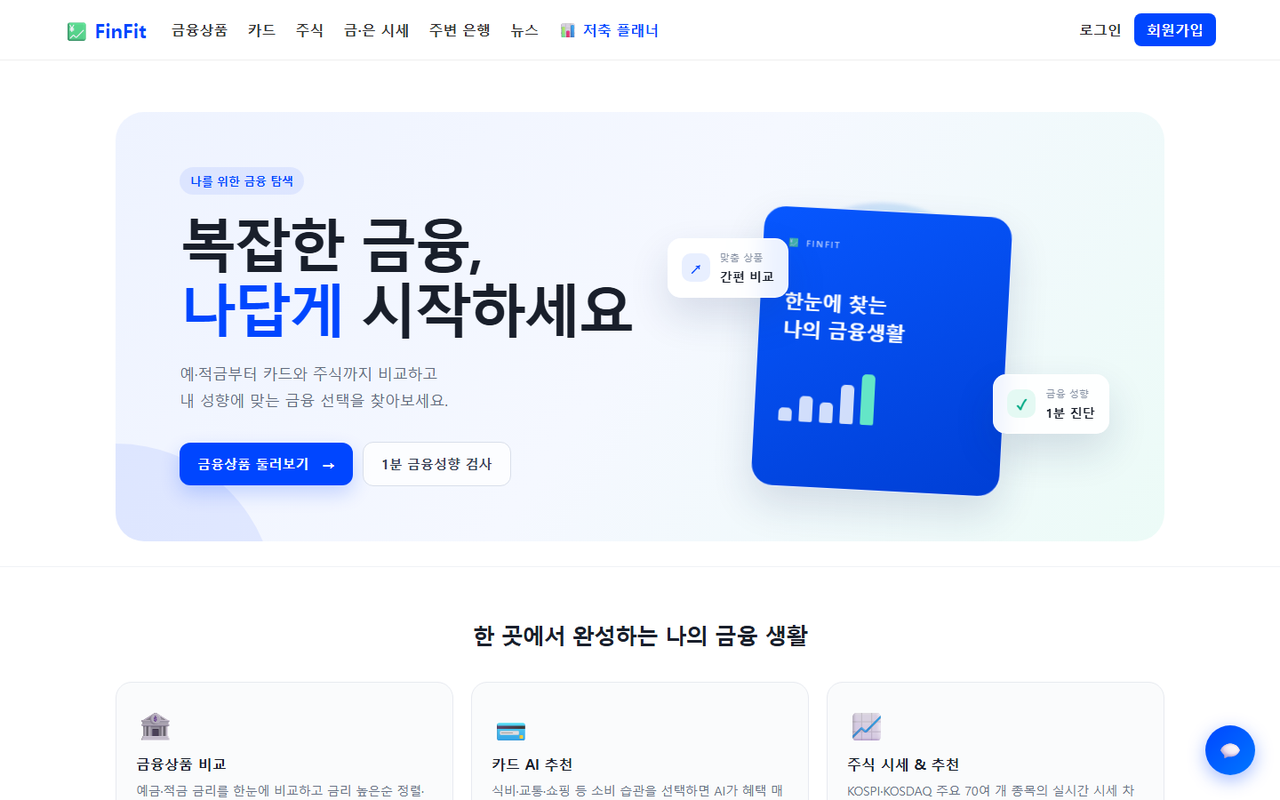 FinFit
금융상품
카드
주식
금·은 시세
주변 은행
뉴스
저축 플래너
로그인
회원가입
나를 위한 금융 탐색
복잡한 금융,
나답게 시작하세요
예·적금부터 카드와 주식까지 비교하고
내 성향에 맞는 금융 선택을 찾아보세요.
금융상품 둘러보기 →
1분 금융성향 검사
FINFIT
맞춤 상품
간편 비교
한눈에 찾는
나의 금융생활
금융 성향
1분 진단
한 곳에서 완성하는 나의 금융 생활
금융상품 비교
예금·적금 금리를 한눈에 비교하고 금리 높은순 정렬·
카드 AI 추천
식비·교통·쇼핑 등 소비 습관을 선택하면 AI가 혜택 매
주식 시세 & 추천
KOSPI·KOSDAQ 주요 70여 개 종목의 실시간 시세 차